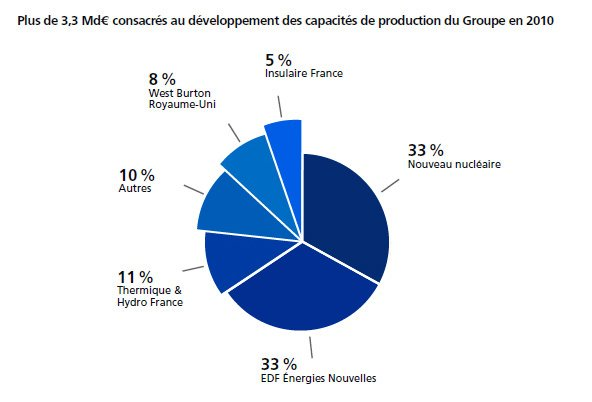 Plus de 3,3 Md€ consacrés au développement des capacités de production du Groupe en 2010
5 %
Insulaire France
8 %
West Burton
Royaume-Uni
33 %
Nouveau nucléaire
10 %
Autres
11 %
Thermique &
Hydro France
33 %
EDF Énergies Nouvelles